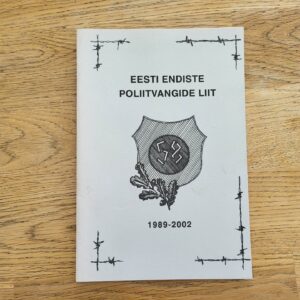 EESTI ENDISTE
POLIITVANGIDE LIIT
1989-2002